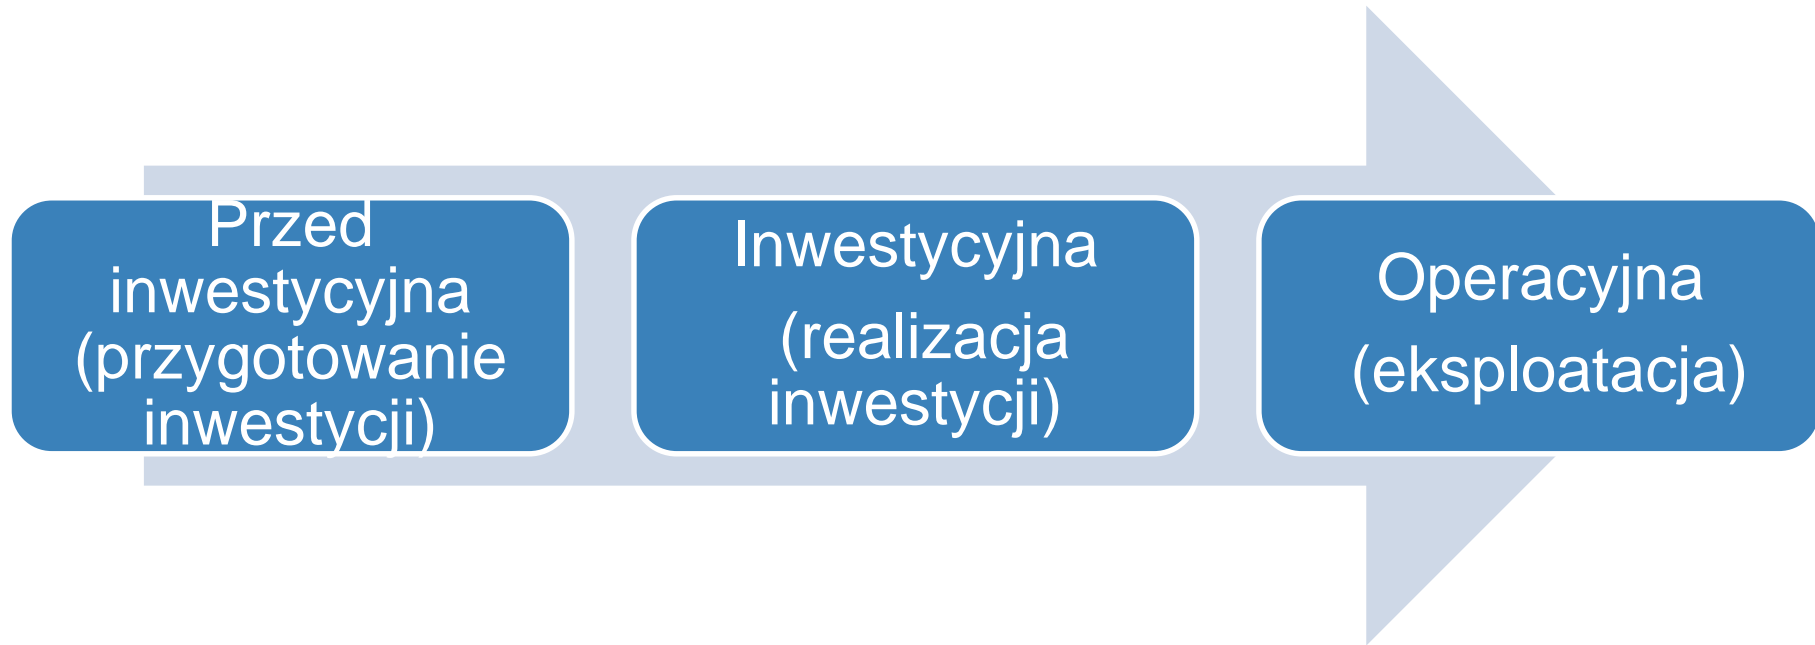 Przed
inwestycyjna
(przygotowanie
inwestycji)
Inwestycyjna
(realizacja
inwestycji)
Operacyjna
(eksploatacja)